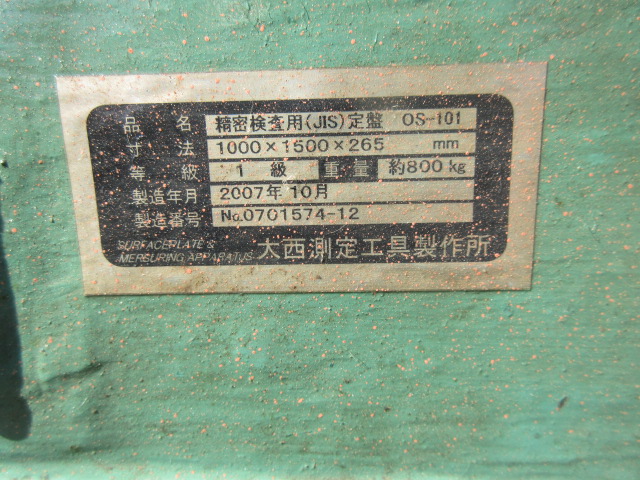 品名 精密検査用(JIS)定盤 OS-101
寸法 1000×1500×265 mm
等級 1級 重量 約800kg
製造年月 2007年10月
製造番号 No.0701574-12
SURFACEPLATE &
MERSURING APPARATUS 大西測定工具製作所